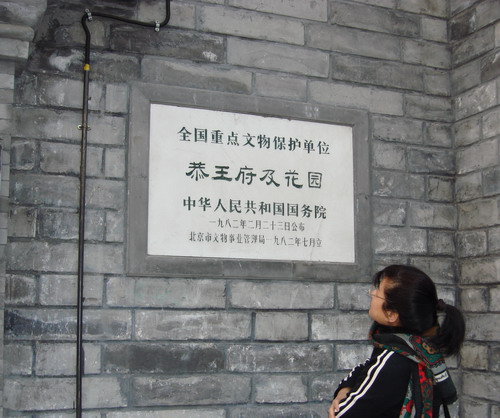 全国重点文物保护单位
恭王府及花园
中华人民共和国国务院
一九八二年二月二十三日公布
北京市文物事业管理局一九八二年七月立